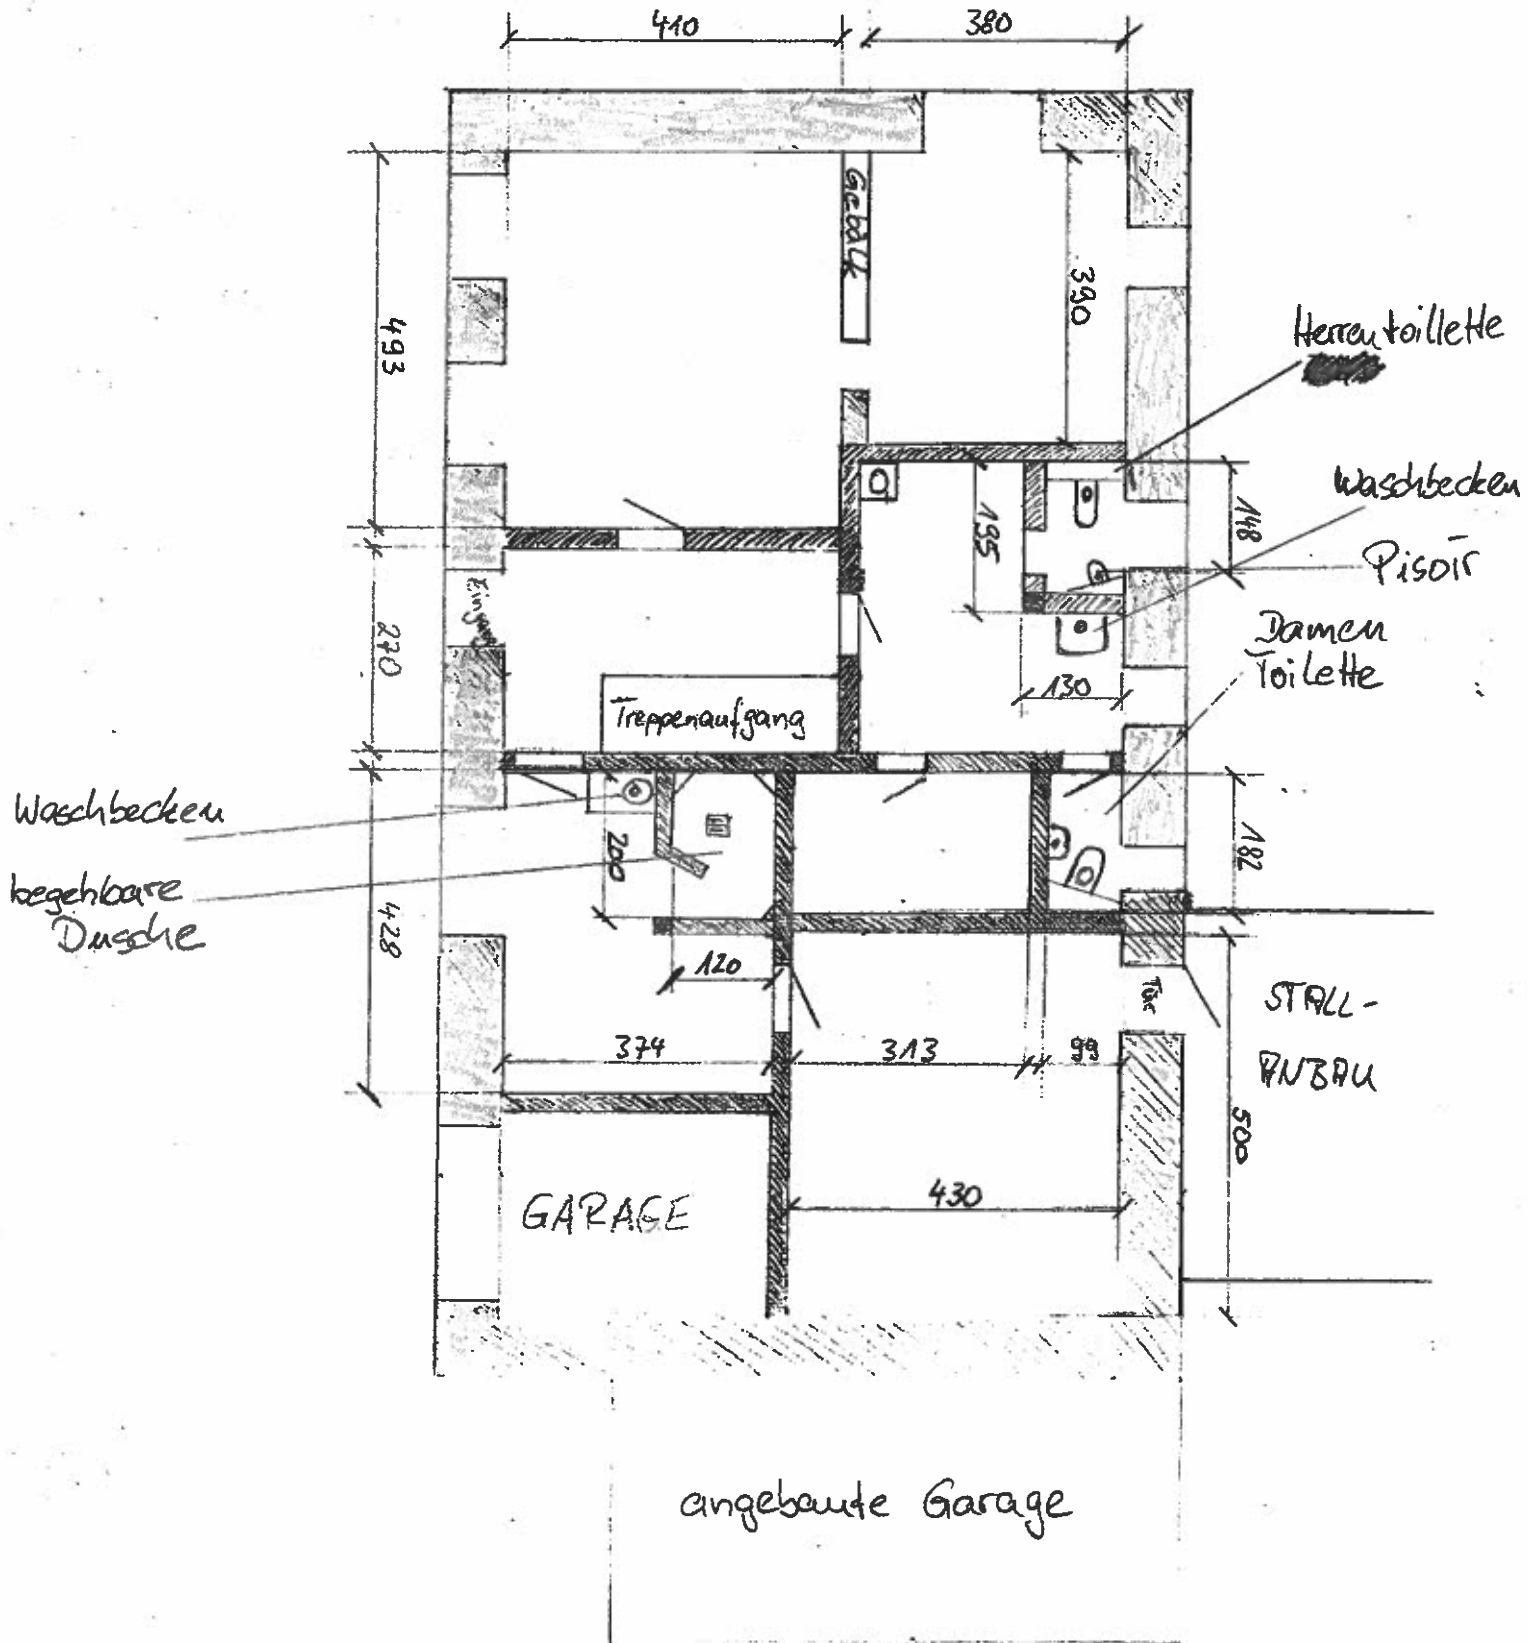 410
380
Gebälk
390
493
Herrentoillette
Waschbecken
148
195
Pisoir
Eingang
270
Damen
Toilette
130
Treppenaufgang
Waschbecken
182
200
begehbare
Dusche
428
120
Tür
STALL-
ANBAU
374
313
99
500
430
GARAGE
angebaute Garage